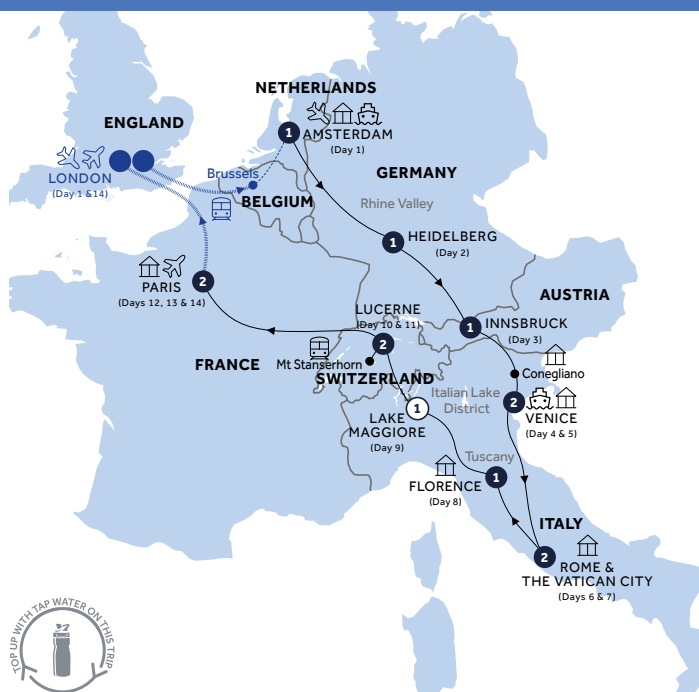 NETHERLANDS
ENGLAND
1
AMSTERDAM
(Day 1)
LONDON
(Day 1 &14)
Brussels
BELGIUM
GERMANY
Rhine Valley
1
HEIDELBERG
(Day 2)
2
PARIS
(Days 12, 13 & 14)
AUSTRIA
LUCERNE
(Day 10 & 11)
2
1
INNSBRUCK
(Day 3)
FRANCE
Mt Stanserhorn
SWITZERLAND
Conegliano
Italian Lake
District
1
LAKE
MAGGIORE
(Day 9)
2
VENICE
(Day 4 & 5)
Tuscany
1
FLORENCE
(Day 8)
ITALY
2
ROME &
THE VATICAN CITY
(Days 6 & 7)
TOP UP WITH TAP WATER ON THIS TRIP